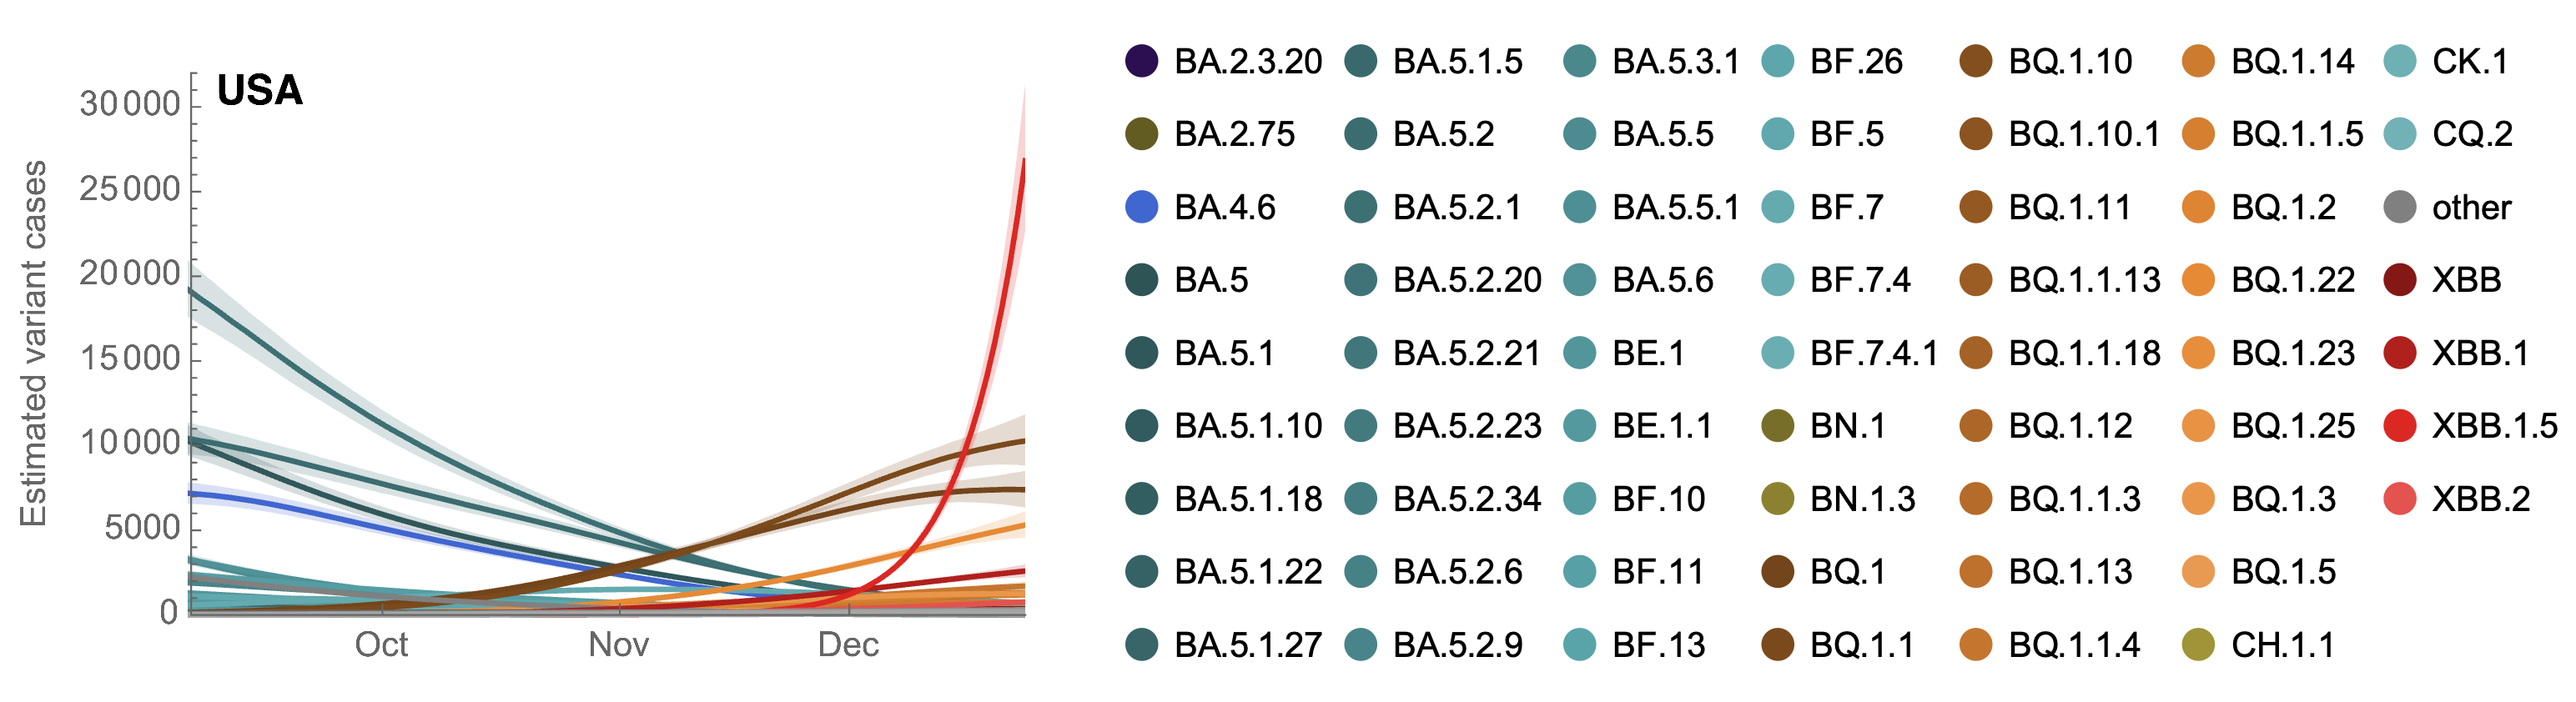 USA
Estimated variant cases
30000
25000
20000
15000
10000
5000
0
Oct Nov Dec
BA.2.3.20 BA.5.1.5 BA.5.3.1 BF.26 BQ.1.10 BQ.1.14 CK.1
BA.2.75 BA.5.2 BA.5.5 BF.5 BQ.1.10.1 BQ.1.1.5 CQ.2
BA.4.6 BA.5.2.1 BA.5.5.1 BF.7 BQ.1.11 BQ.1.2 other
BA.5 BA.5.2.20 BA.5.6 BF.7.4 BQ.1.1.13 BQ.1.22 XBB
BA.5.1 BA.5.2.21 BE.1 BF.7.4.1 BQ.1.1.18 BQ.1.23 XBB.1
BA.5.1.10 BA.5.2.23 BE.1.1 BN.1 BQ.1.12 BQ.1.25 XBB.1.5
BA.5.1.18 BA.5.2.34 BF.10 BN.1.3 BQ.1.1.3 BQ.1.3 XBB.2
BA.5.1.22 BA.5.2.6 BF.11 BQ.1 BQ.1.13 BQ.1.5
BA.5.1.27 BA.5.2.9 BF.13 BQ.1.1 BQ.1.1.4 CH.1.1